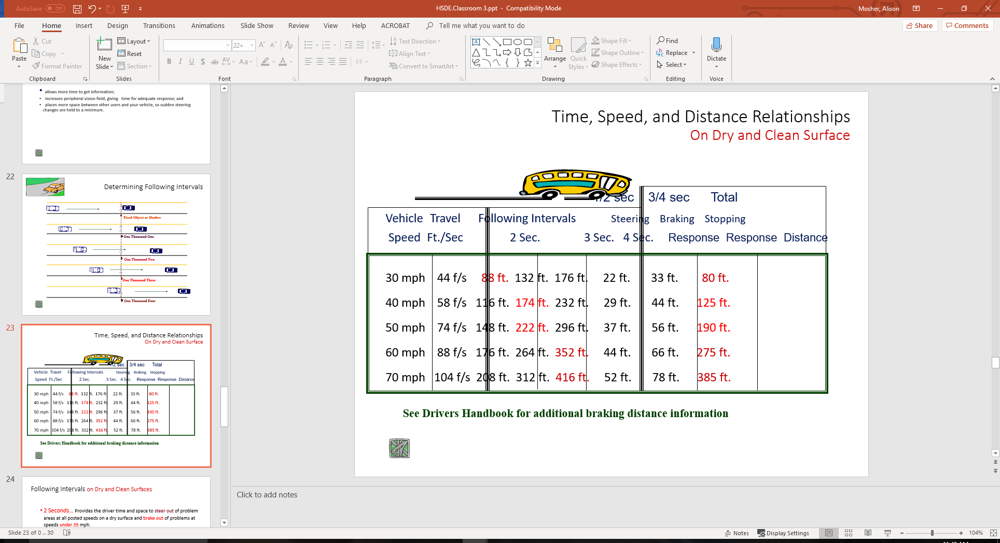 AutoSave Off
HSDE.Classroom 3.ppt - Compatibility Mode
Mosher, Alison
File Home Insert Design Transitions Animations Slide Show Review View Help ACROBAT Tell me what you want to do
Share Comments
Paste
Cut
Copy
Format Painter
Clipboard
New
Slide
Layout
Reset
Section
Slides
22+
B I U S ab AV Aa A
Font
Text Direction
Align Text
Convert to SmartArt
Paragraph
Arrange
Quick
Styles
Shape Fill
Shape Outline
Shape Effects
Drawing
Find
Replace
Select
Editing
Dictate
Voice
• allows more time to get information;
• increases peripheral vision field, giving time for adequate response; and
• places more space between other users and your vehicle, so sudden steering
changes are held to a minimum.
22
Determining Following Intervals
Fixed Object or Shadow
One Thousand One
One Thousand Two
One Thousand Three
One Thousand Four
23
Time, Speed, and Distance Relationships
On Dry and Clean Surface
1/2 sec 3/4 sec Total
Vehicle Travel Following Intervals Steering Braking Stopping
Speed Ft./Sec 2 Sec. 3 Sec. 4 Sec. Response Response Distance
30 mph 44 f/s 88 ft. 132 ft. 176 ft. 22 ft. 33 ft. 80 ft.
40 mph 58 f/s 116 ft. 174 ft. 232 ft. 29 ft. 44 ft. 125 ft.
50 mph 74 f/s 148 ft. 222 ft. 296 ft. 37 ft. 56 ft. 190 ft.
60 mph 88 f/s 176 ft. 264 ft. 352 ft. 44 ft. 66 ft. 275 ft.
70 mph 104 f/s 208 ft. 312 ft. 416 ft. 52 ft. 78 ft. 385 ft.
See Drivers Handbook for additional braking distance information
24
Following Intervals on Dry and Clean Surfaces
• 2 Seconds... Provides the driver time and space to steer out of problem
areas at all posted speeds on a dry surface and brake out of problems at
speeds under 35 mph.
Time, Speed, and Distance Relationships
On Dry and Clean Surface
1/2 sec 3/4 sec Total
Vehicle Travel Following Intervals Steering Braking Stopping
Speed Ft./Sec 2 Sec. 3 Sec. 4 Sec. Response Response Distance
30 mph 44 f/s 88 ft. 132 ft. 176 ft. 22 ft. 33 ft. 80 ft.
40 mph 58 f/s 116 ft. 174 ft. 232 ft. 29 ft. 44 ft. 125 ft.
50 mph 74 f/s 148 ft. 222 ft. 296 ft. 37 ft. 56 ft. 190 ft.
60 mph 88 f/s 176 ft. 264 ft. 352 ft. 44 ft. 66 ft. 275 ft.
70 mph 104 f/s 208 ft. 312 ft. 416 ft. 52 ft. 78 ft. 385 ft.
See Drivers Handbook for additional braking distance information
Click to add notes
Slide 23 of 0 .. 30
Notes Display Settings
104%